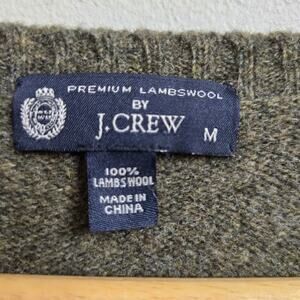 PREMIUM LAMBSWOOL
BY
J.CREW
M
100%
LAMBSWOOL
MADE IN
CHINA